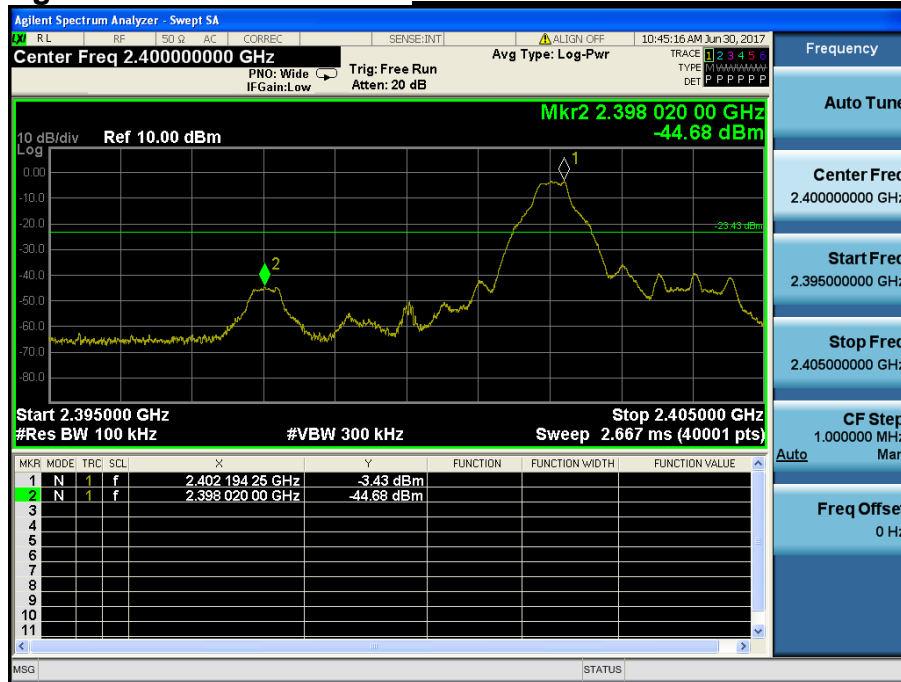 Agilent Spectrum Analyzer - Swept SA
LXI RL RF 50 Ω AC CORREC SENSE:INT ALIGN OFF 10:45:16 AM Jun 30, 2017
Center Freq 2.400000000 GHz
PNO: Wide
IFGain:Low
Trig: Free Run
Atten: 20 dB
Avg Type: Log-Pwr
TRACE 1 2 3 4 5 6
TYPE M WWWWW
DET P P P P P P
Mkr2 2.398 020 00 GHz
-44.68 dBm
10 dB/div Ref 10.00 dBm
Log
0.00
-10.0
-20.0
-30.0
-40.0
-50.0
-60.0
-70.0
-80.0
1
2
-23.43 dBm
Start 2.395000 GHz Stop 2.405000 GHz
#Res BW 100 kHz #VBW 300 kHz Sweep 2.667 ms (40001 pts)
MKR MODE TRC SCL X Y FUNCTION FUNCTION WIDTH FUNCTION VALUE
1 N 1 f 2.402 194 25 GHz -3.43 dBm
2 N 1 f 2.398 020 00 GHz -44.68 dBm
3
4
5
6
7
8
9
10
11
MSG STATUS
Frequency
Auto Tune
Center Freq
2.400000000 GHz
Start Freq
2.395000000 GHz
Stop Freq
2.405000000 GHz
CF Step
1.000000 MHz
Auto Man
Freq Offset
0 Hz